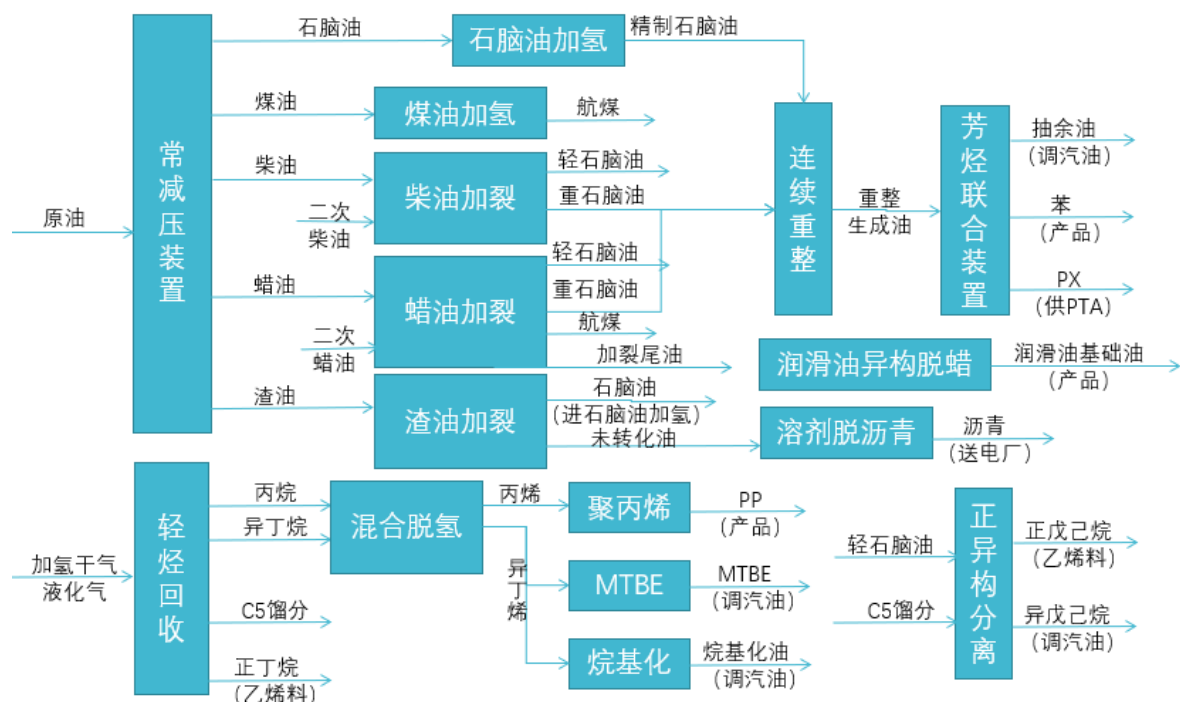 原油
常减压装置
石脑油
石脑油加氢
精制石脑油
煤油
煤油加氢
航煤
柴油
二次
柴油
柴油加裂
轻石脑油
重石脑油
蜡油
二次
蜡油
蜡油加裂
轻石脑油
重石脑油
航煤
加裂尾油
渣油
渣油加裂
石脑油
(进石脑油加氢)
未转化油
连续重整
重整
生成油
芳烃联合装置
抽余油
(调汽油)
苯
(产品)
PX
(供PTA)
润滑油异构脱蜡
润滑油基础油
(产品)
溶剂脱沥青
沥青
(送电厂)
加氢干气
液化气
轻烃回收
丙烷
异丁烷
C5馏分
正丁烷
(乙烯料)
混合脱氢
丙烯
异丁烯
聚丙烯
PP
(产品)
MTBE
MTBE
(调汽油)
烷基化
烷基化油
(调汽油)
轻石脑油
C5馏分
正异构分离
正戊己烷
(乙烯料)
异戊己烷
(调汽油)